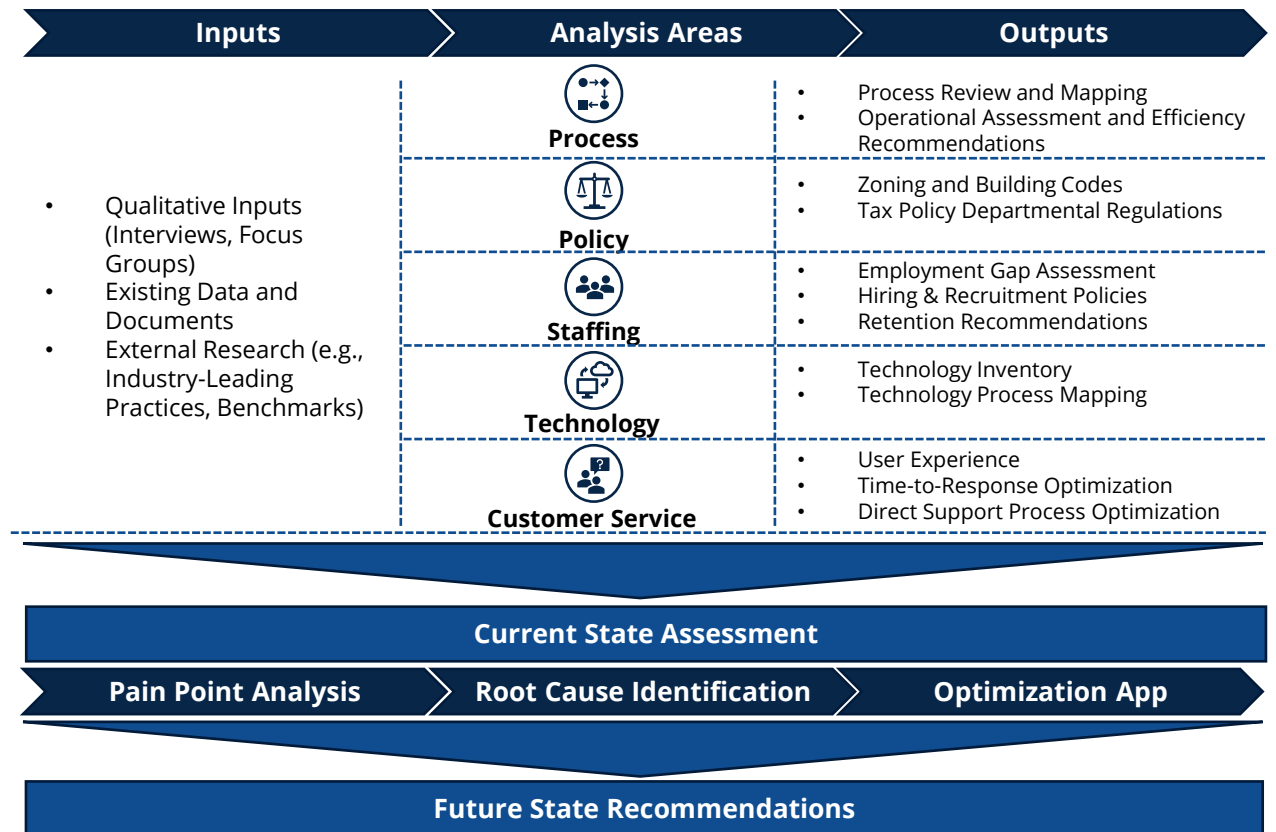 Inputs
Analysis Areas
Outputs
• Qualitative Inputs
(Interviews, Focus
Groups)
• Existing Data and
Documents
• External Research (e.g.,
Industry-Leading
Practices, Benchmarks)
Process
• Process Review and Mapping
• Operational Assessment and Efficiency
Recommendations
Policy
• Zoning and Building Codes
• Tax Policy Departmental Regulations
Staffing
• Employment Gap Assessment
• Hiring & Recruitment Policies
• Retention Recommendations
Technology
• Technology Inventory
• Technology Process Mapping
?
Customer Service
• User Experience
• Time-to-Response Optimization
• Direct Support Process Optimization
Current State Assessment
Pain Point Analysis
Root Cause Identification
Optimization App
Future State Recommendations